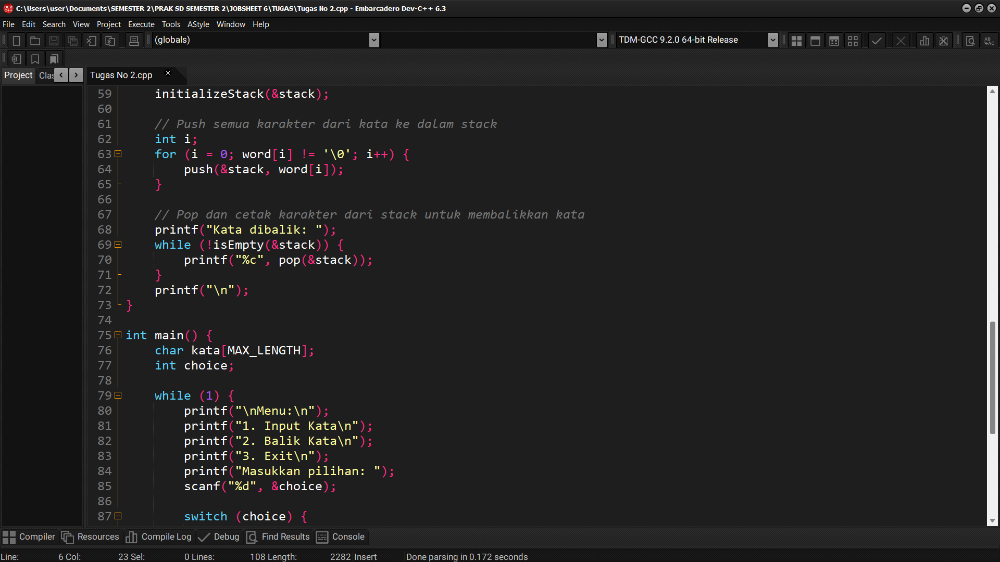 C:\Users\user\Documents\SEMESTER 2\PRAK SD SEMESTER 2\JOBSHEET 6\TUGAS\Tugas No 2.cpp - Embarcadero Dev-C++ 6.3
File Edit Search View Project Execute Tools AStyle Window Help
(globals) TDM-GCC 9.2.0 64-bit Release
Project Clas Tugas No 2.cpp
59 initializeStack(&stack);
60
61 // Push semua karakter dari kata ke dalam stack
62 int i;
63 for (i = 0; word[i] != '\0'; i++) {
64 push(&stack, word[i]);
65 }
66
67 // Pop dan cetak karakter dari stack untuk membalikkan kata
68 printf("Kata dibalik: ");
69 while (!isEmpty(&stack)) {
70 printf("%c", pop(&stack));
71 }
72 printf("\n");
73 }
74
75 int main() {
76 char kata[MAX_LENGTH];
77 int choice;
78
79 while (1) {
80 printf("\nMenu:\n");
81 printf("1. Input Kata\n");
82 printf("2. Balik Kata\n");
83 printf("3. Exit\n");
84 printf("Masukkan pilihan: ");
85 scanf("%d", &choice);
86
87 switch (choice) {
Compiler Resources Compile Log Debug Find Results Console
Line: 6 Col: 23 Sel: 0 Lines: 108 Length: 2282 Insert Done parsing in 0.172 seconds